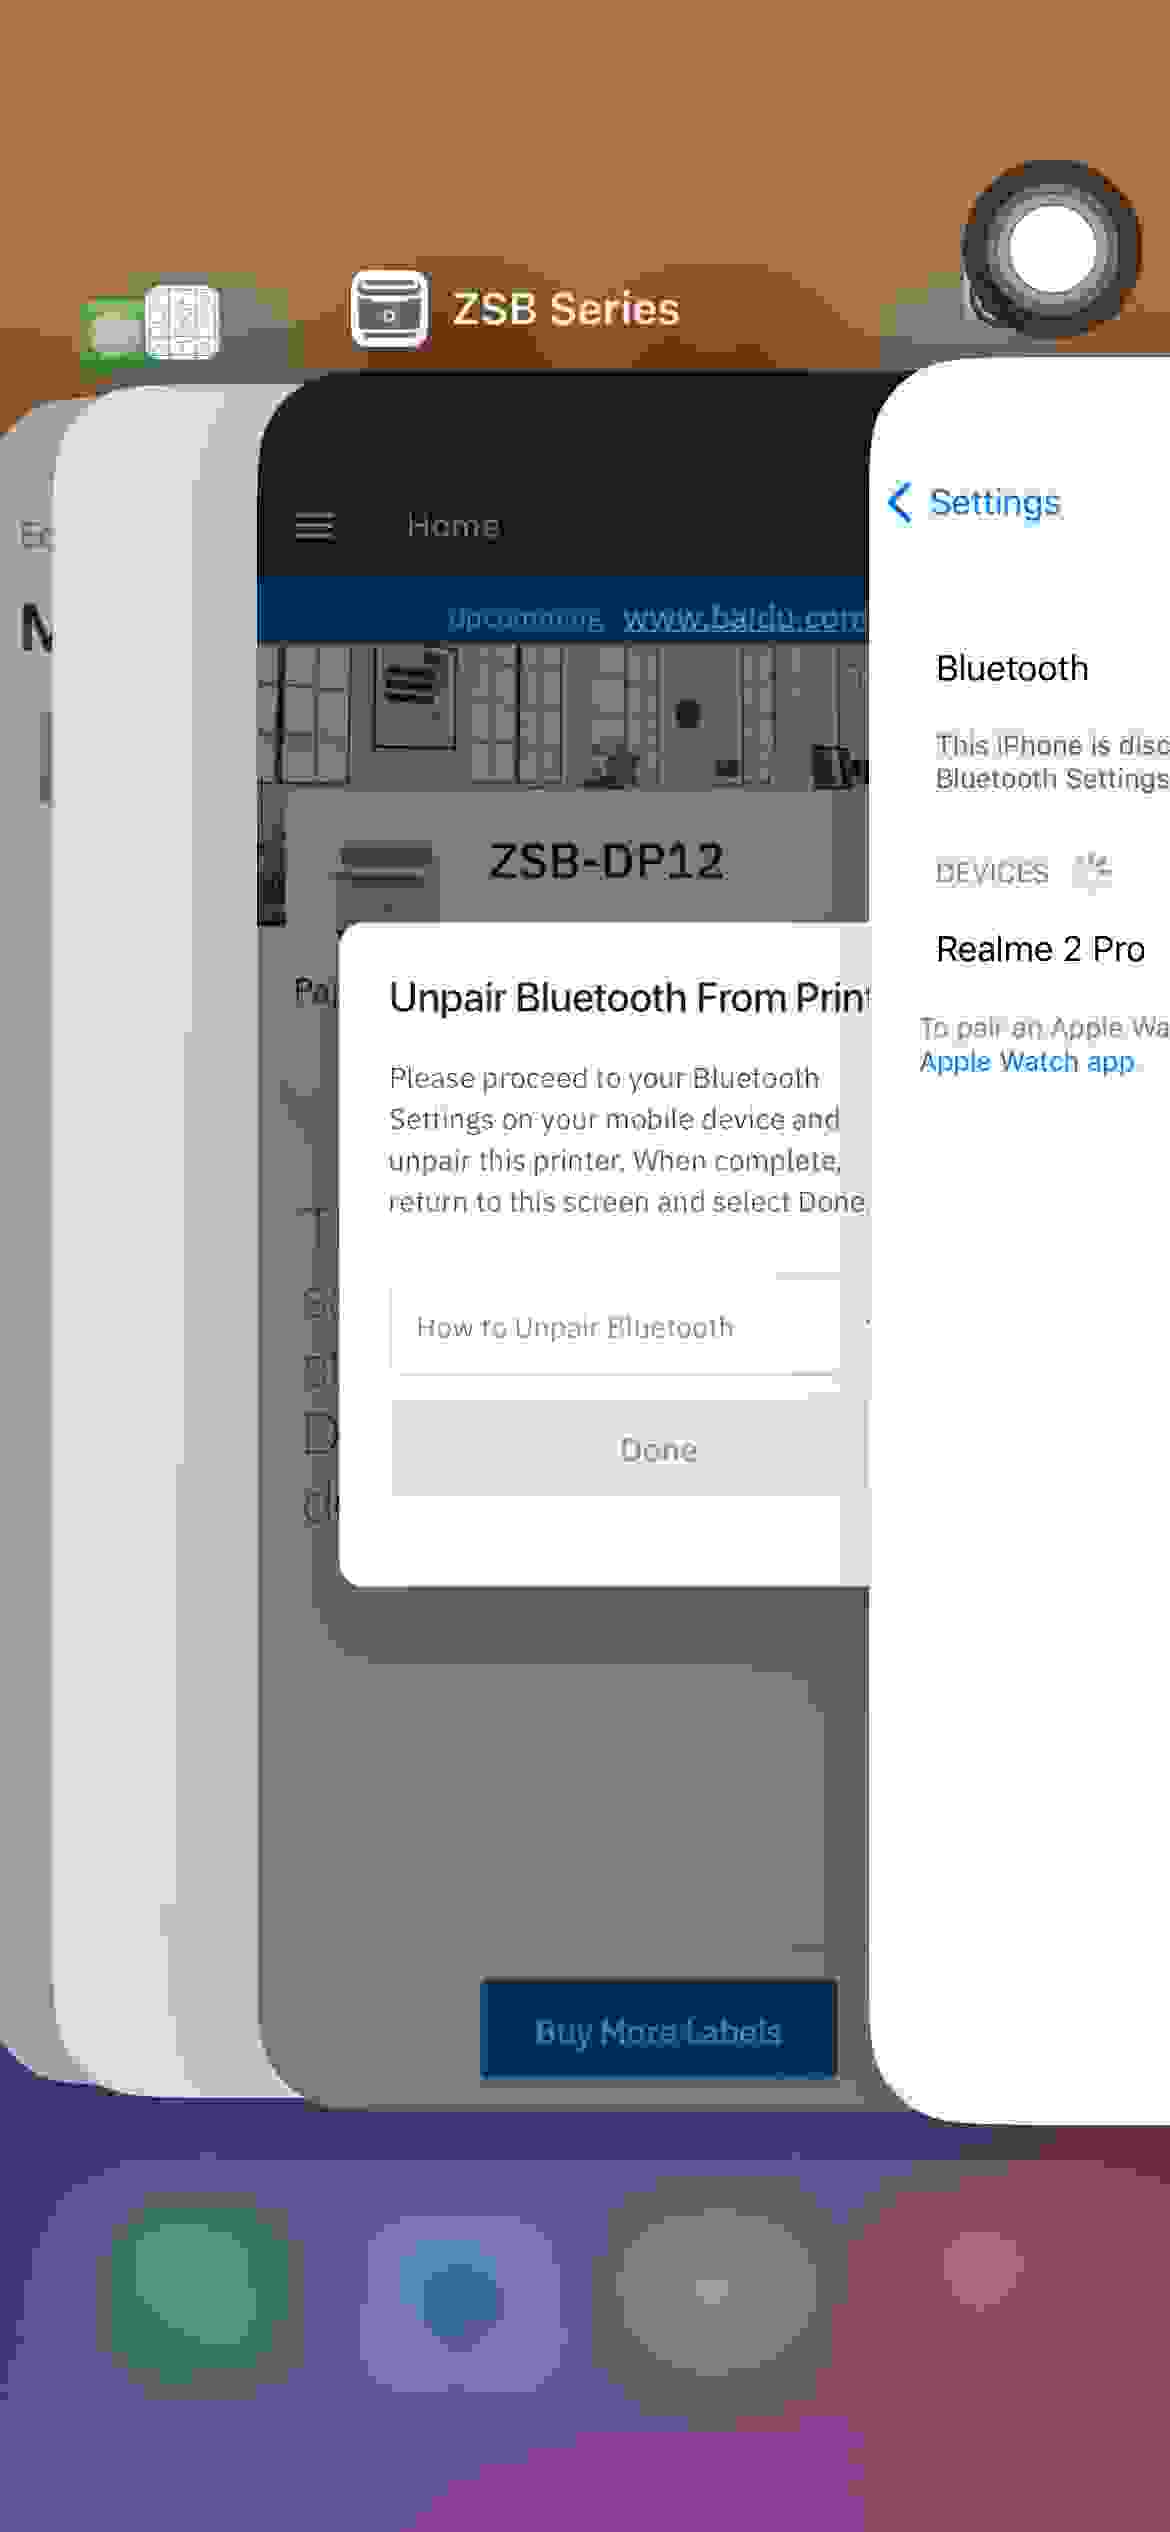 ZSB Series
Home
Upcomming www.baidu.com
ZSB-DP12
Unpair Bluetooth From Print
Please proceed to your Bluetooth
Settings on your mobile device and
unpair this printer. When complete,
return to this screen and select Done
How to Unpair Bluetooth
Done
Buy More Labels
Settings
Bluetooth
This iPhone is disc
Bluetooth Settings
DEVICES
Realme 2 Pro
To pair an Apple Wa
Apple Watch app